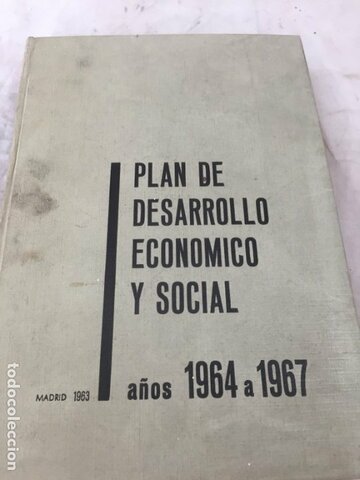 PLAN DE
DESARROLLO
ECONOMICO
Y SOCIAL
años 1964 a 1967
MADRID 1963
todocoleccion